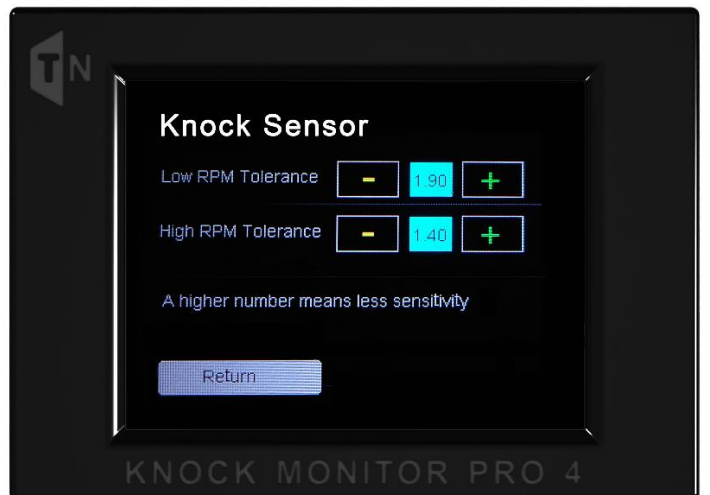 TN
Knock Sensor
Low RPM Tolerance - 1.90 +
High RPM Tolerance - 1.40 +
A higher number means less sensitivity
Return
KNOCK MONITOR PRO 4